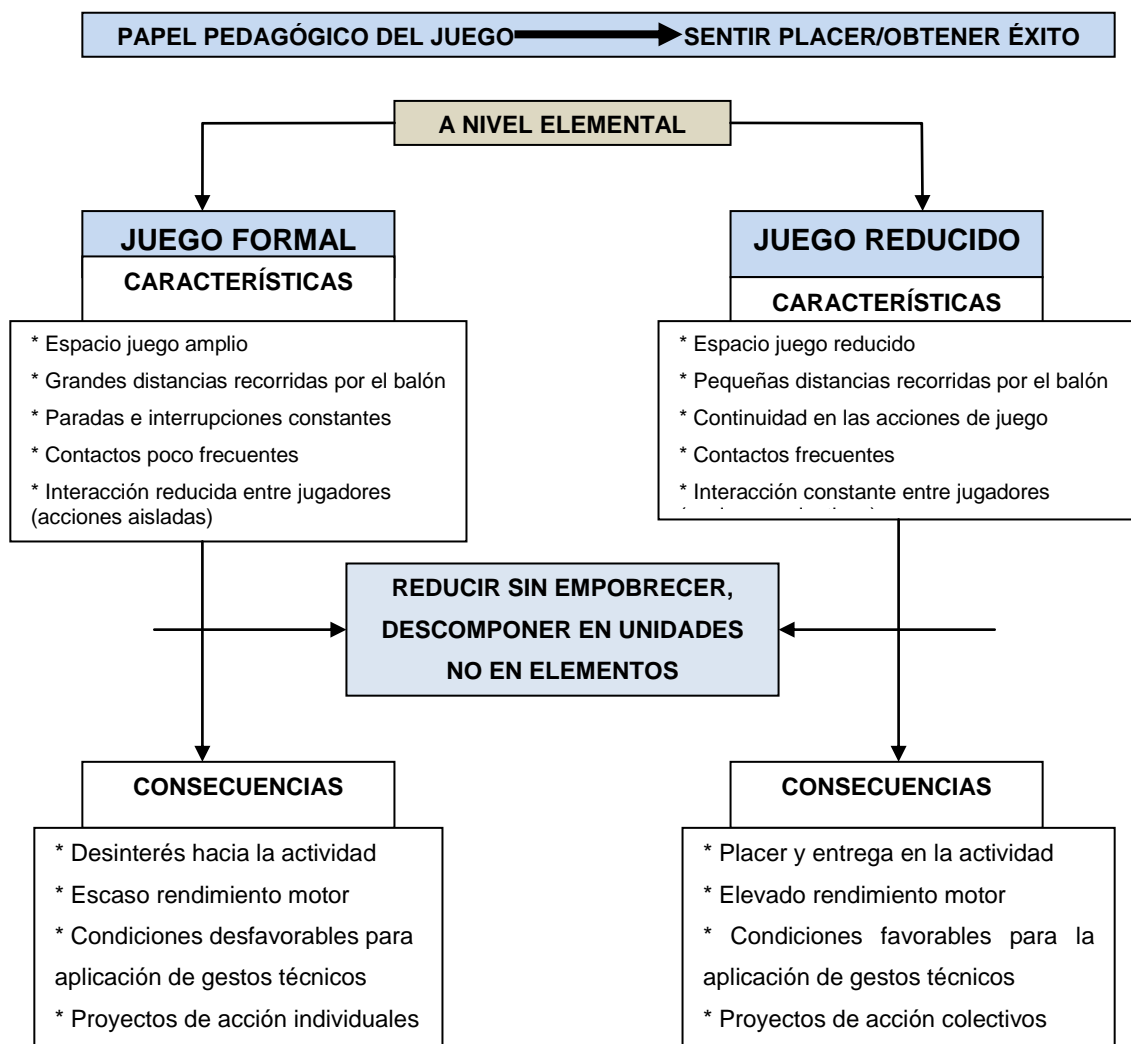 PAPEL PEDAGÓGICO DEL JUEGO SENTIR PLACER/OBTENER ÉXITO
A NIVEL ELEMENTAL
JUEGO FORMAL
CARACTERÍSTÍCAS
* Espacio juego amplio
* Grandes distancias recorridas por el balón
* Paradas e interrupciones constantes
* Contactos poco frecuentes
* Interacción reducida entre jugadores
(acciones aisladas)
JUEGO REDUCIDO
CARACTERÍSTICAS
* Espacio juego reducido
* Pequeñas distancias recorridas por el balón
* Continuidad en las acciones de juego
* Contactos frecuentes
* Interacción constante entre jugadores
REDUCIR SIN EMPOBRECER,
DESCOMPONER EN UNIDADES
NO EN ELEMENTOS
CONSECUENCIAS
* Desinterés hacia la actividad
* Escaso rendimiento motor
* Condiciones desfavorables para
aplicación de gestos técnicos
* Proyectos de acción individuales
CONSECUENCIAS
* Placer y entrega en la actividad
* Elevado rendimiento motor
* Condiciones favorables para la
aplicación de gestos técnicos
* Proyectos de acción colectivos